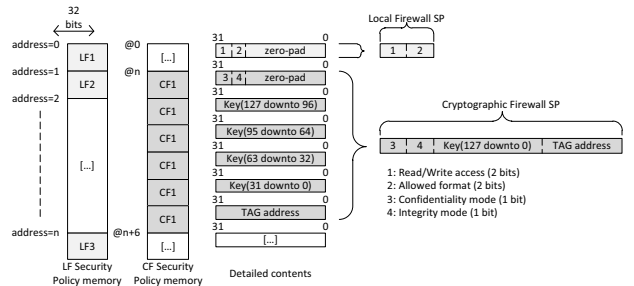 32
bits
address=0
address=1
address=2
address=n
LF1
LF2
[...]
LF3
LF Security
Policy memory
@0
@n
@n+6
[...]
CF1
CF1
CF1
CF1
CF1
CF1
[...]
CF Security
Policy memory
31 0
1 2 zero-pad
31 0
3 4 zero-pad
31 0
Key(127 downto 96)
31 0
Key(95 downto 64)
31 0
Key(63 downto 32)
31 0
Key(31 downto 0)
31 0
TAG address
31 0
[...]
Detailed contents
Local Firewall SP
1 2
Cryptographic Firewall SP
3 4 Key(127 downto 0) TAG address
1: Read/Write access (2 bits)
2: Allowed format (2 bits)
3: Confidentiality mode (1 bit)
4: Integrity mode (1 bit)